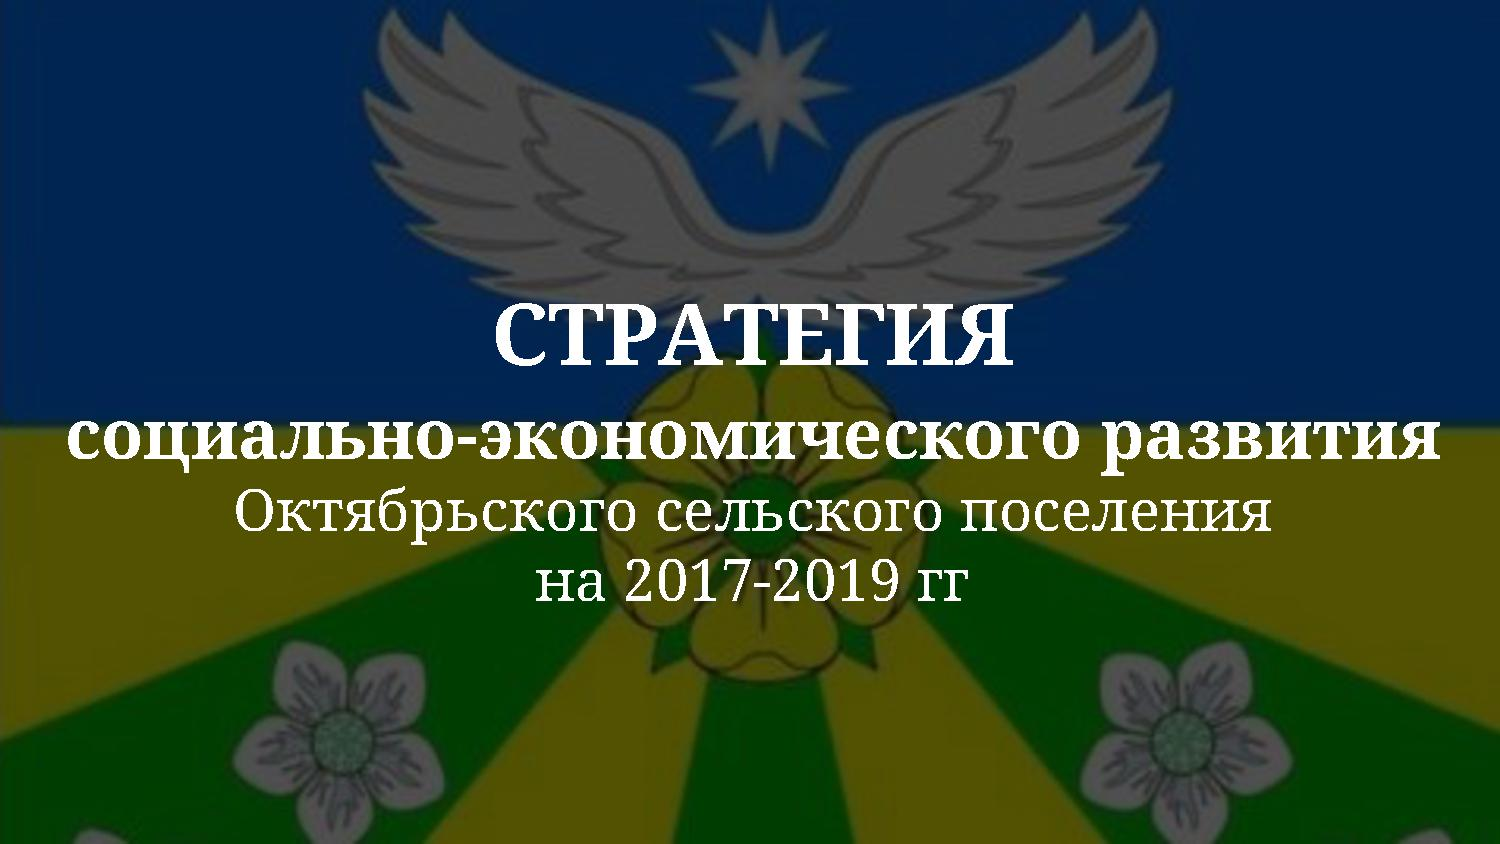 СТРАТЕГИЯ
социально-экономического развития
Октябрьского сельского поселения
на 2017-2019 гг